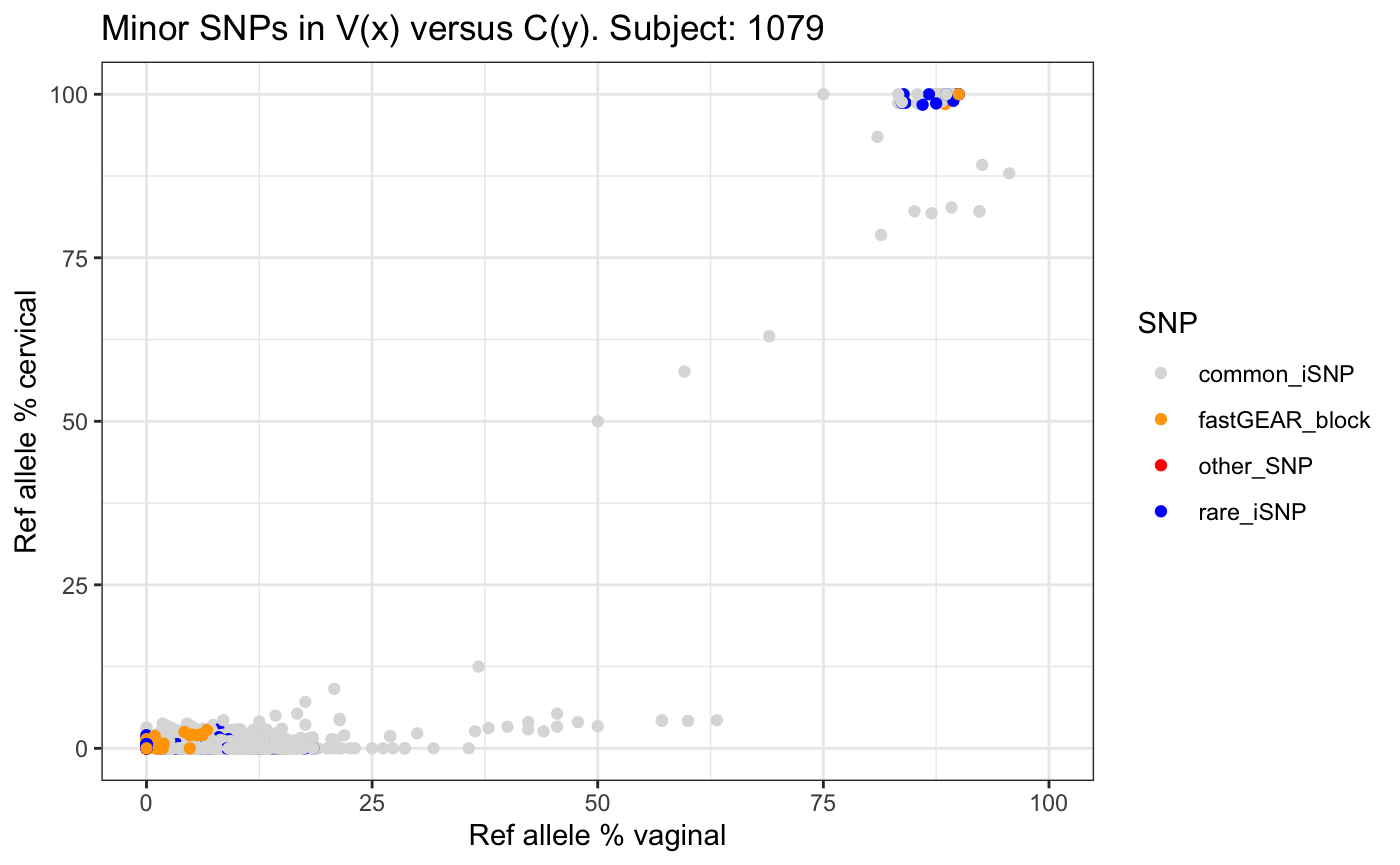 Minor SNPs in V(x) versus C(y). Subject: 1079
100
75
50
25
0
Ref allele % cervical
0 25 50 75 100
Ref allele % vaginal
SNP
common_iSNP
fastGEAR_block
other_SNP
rare_iSNP